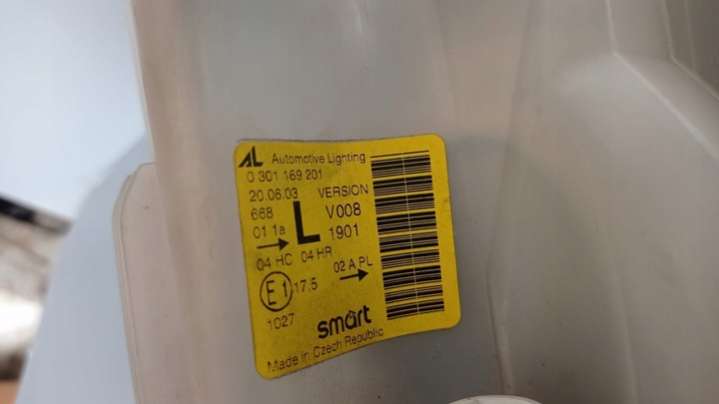 AL Automotive Lighting
0 301 169 201
20.06.03 VERSION
668 L V008
01 1a → 1901
04 HC 04 HR
02 A PL →
E1 17.5
1027
smart
Made in Czech Republic